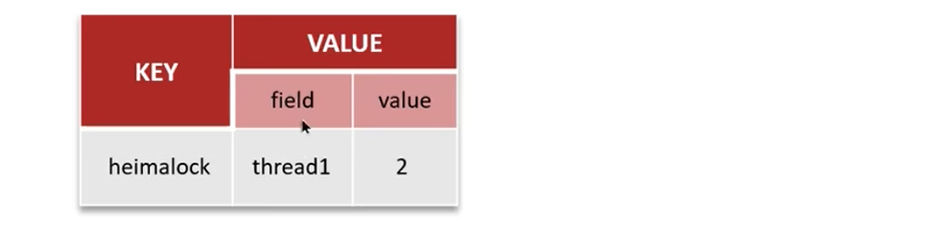 KEY
VALUE
field
value
heimalock
thread1
2